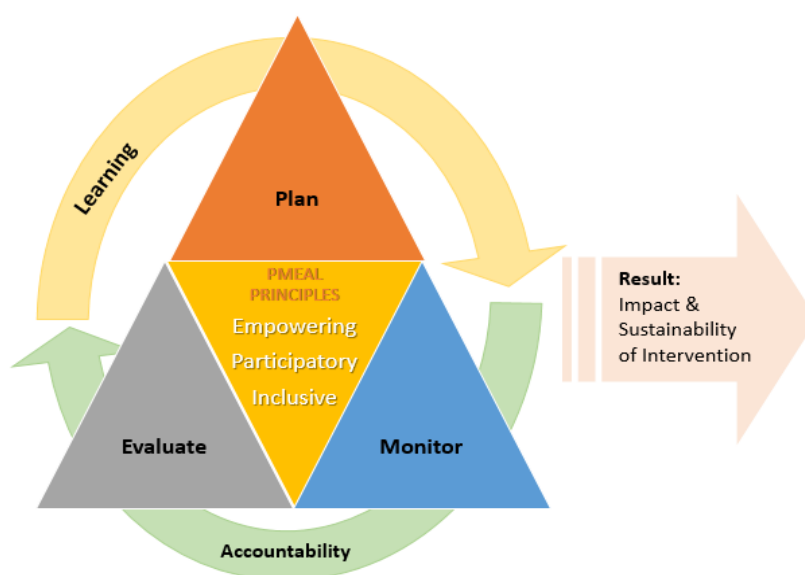 Learning
Plan
PMEAL
PRINCIPLES
Empowering
Participatory
Inclusive
Evaluate
Monitor
Accountability
Result:
Impact &
Sustainability
of Intervention